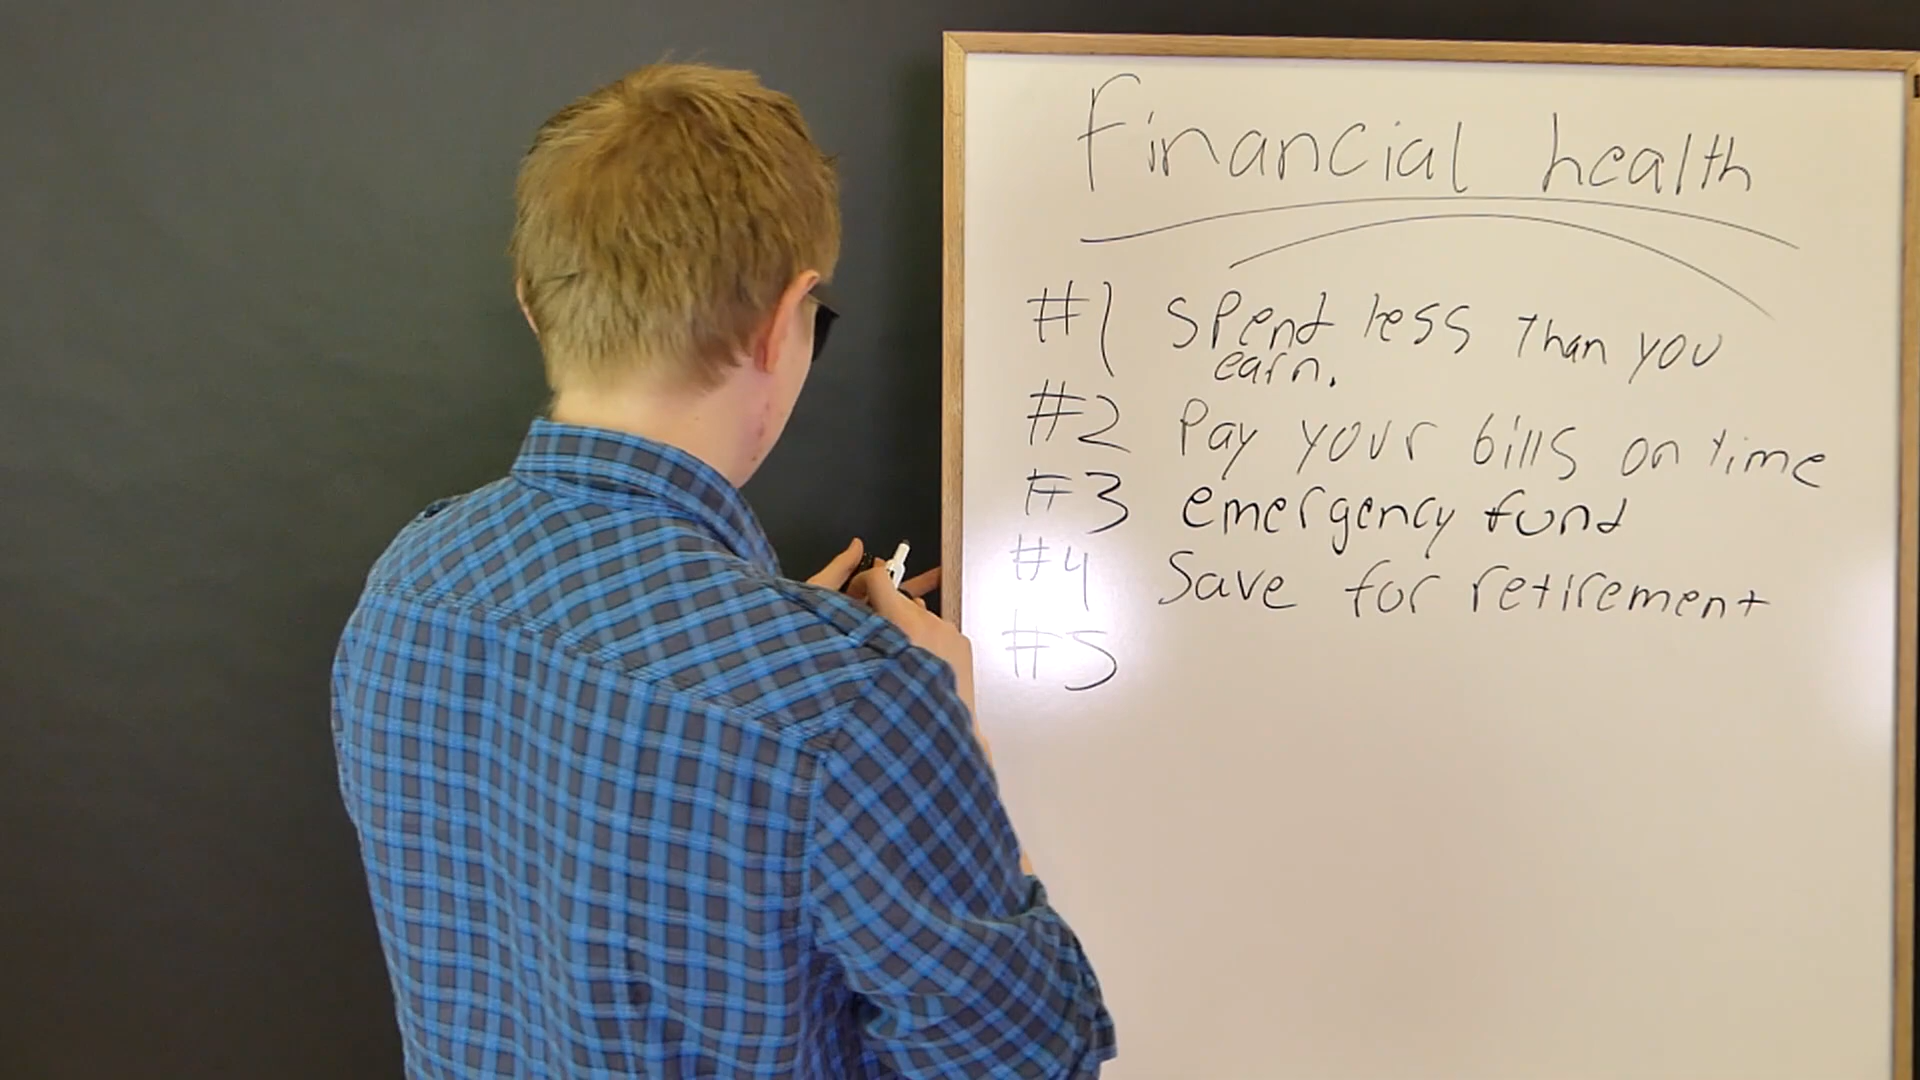 Financial health
#1 Spend less than you
earn.
#2 Pay your bills on time
#3 emergency fund
#4 Save for retirement
#5